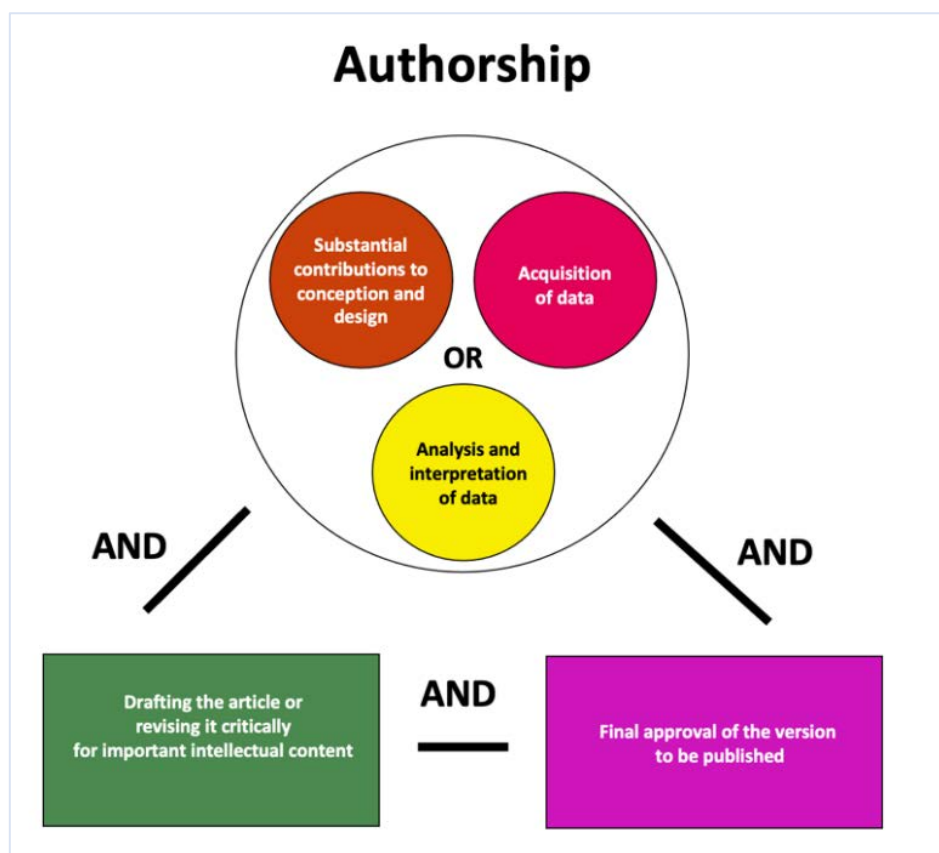 Authorship
Substantial
contributions to
conception and
design
Acquisition
of data
OR
Analysis and
interpretation
of data
AND
AND
Drafting the article or
revising it critically
for important intellectual content
AND
Final approval of the version
to be published